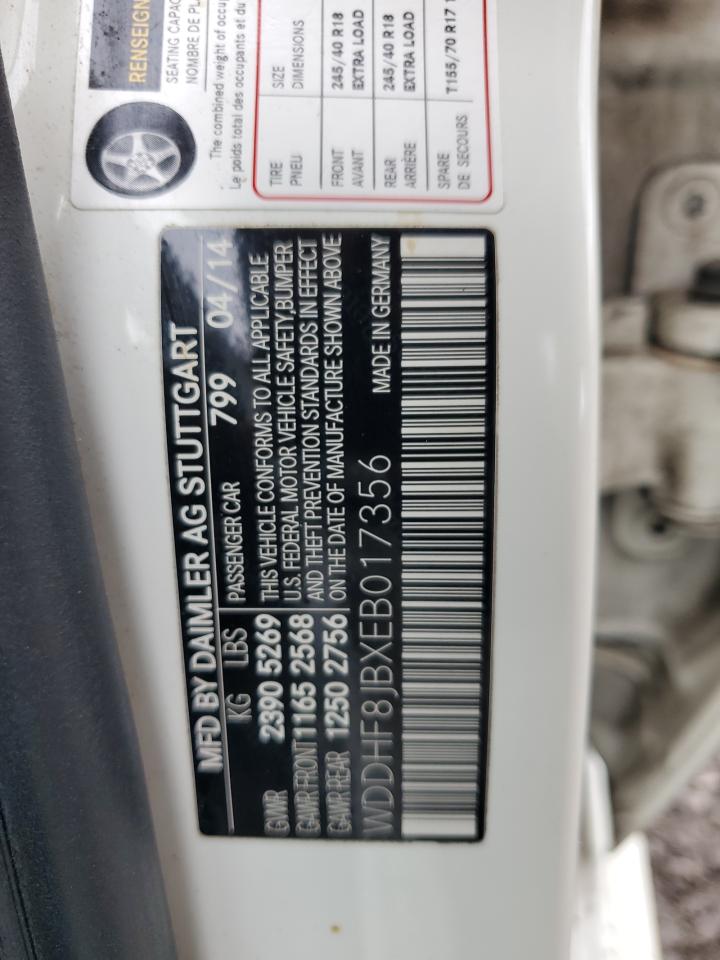 RENSEIGN
SEATING CAPAC
NOMBRE DE PL
The combined weight of occup
Le poids total des occupants et du
TIRE SIZE
PNEU DIMENSIONS
FRONT 245/40 R18
AVANT EXTRA LOAD
REAR 245/40 R18
ARRIÈRE EXTRA LOAD
SPARE T155/70 R17 1
DE SECOURS
MFD BY DAIMLER AG STUTTGART
KG LBS PASSENGER CAR 799 04/14
GVWR 2390 5269 THIS VEHICLE CONFORMS TO ALL APPLICABLE
U.S. FEDERAL MOTOR VEHICLE SAFETY, BUMPER
GAWR FRONT 1165 2568 AND THEFT PREVENTION STANDARDS IN EFFECT
GAWR REAR 1250 2756 ON THE DATE OF MANUFACTURE SHOWN ABOVE
WDDHF8JBXEB017356 MADE IN GERMANY